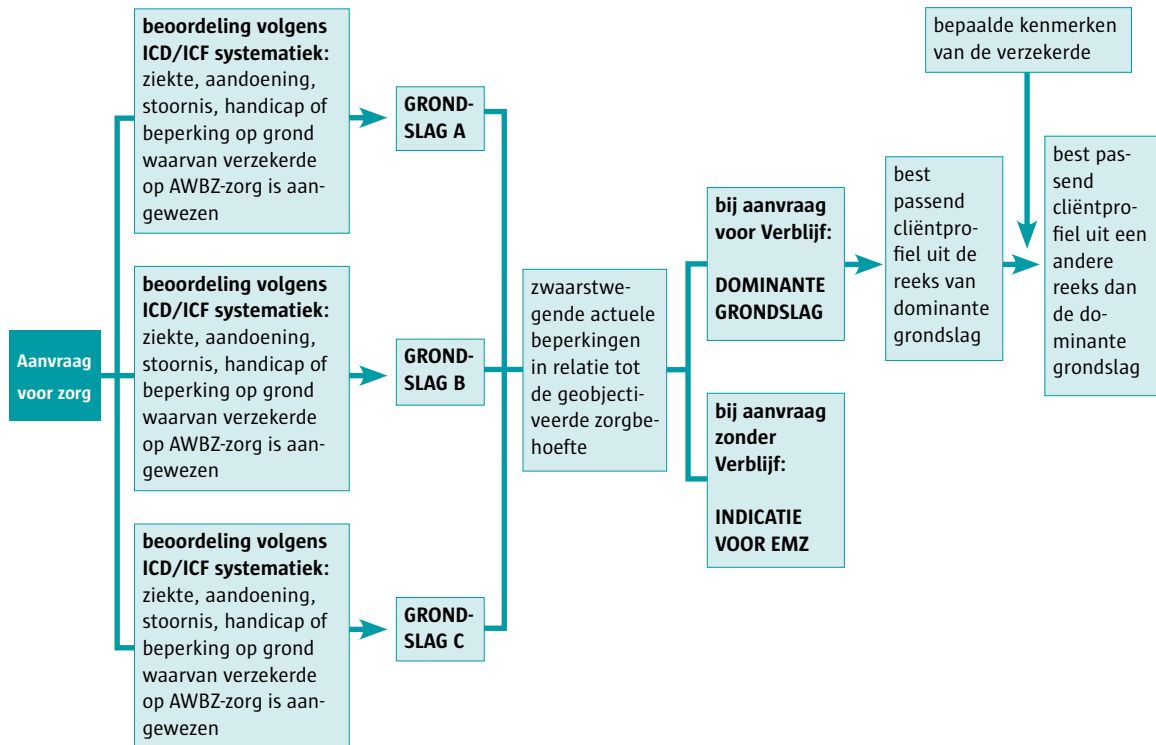 Aanvraag
voor zorg
beoordeling volgens
ICD/ICF systematiek:
ziekte, aandoening,
stoornis, handicap of
beperking op grond
waarvan verzekerde
op AWBZ-zorg is aan-
gewezen
GROND-
SLAG A
beoordeling volgens
ICD/ICF systematiek:
ziekte, aandoening,
stoornis, handicap of
beperking op grond
waarvan verzekerde
op AWBZ-zorg is aan-
gewezen
GROND-
SLAG B
beoordeling volgens
ICD/ICF systematiek:
ziekte, aandoening,
stoornis, handicap of
beperking op grond
waarvan verzekerde
op AWBZ-zorg is aan-
gewezen
GROND-
SLAG C
zwaarstwe-
gende actuele
beperkingen
in relatie tot
de geobjecti-
veerde zorgbe-
hoefte
bij aanvraag
voor Verblijf:
DOMINANTE
GRONDSLAG
bij aanvraag
zonder
Verblijf:
INDICATIE
VOOR EMZ
best
passend
cliëntpro-
fiel uit de
reeks van
dominante
grondslag
bepaalde kenmerken
van de verzekerde
best pas-
send
cliëntpro-
fiel uit een
andere
reeks dan
de do-
minante
grondslag